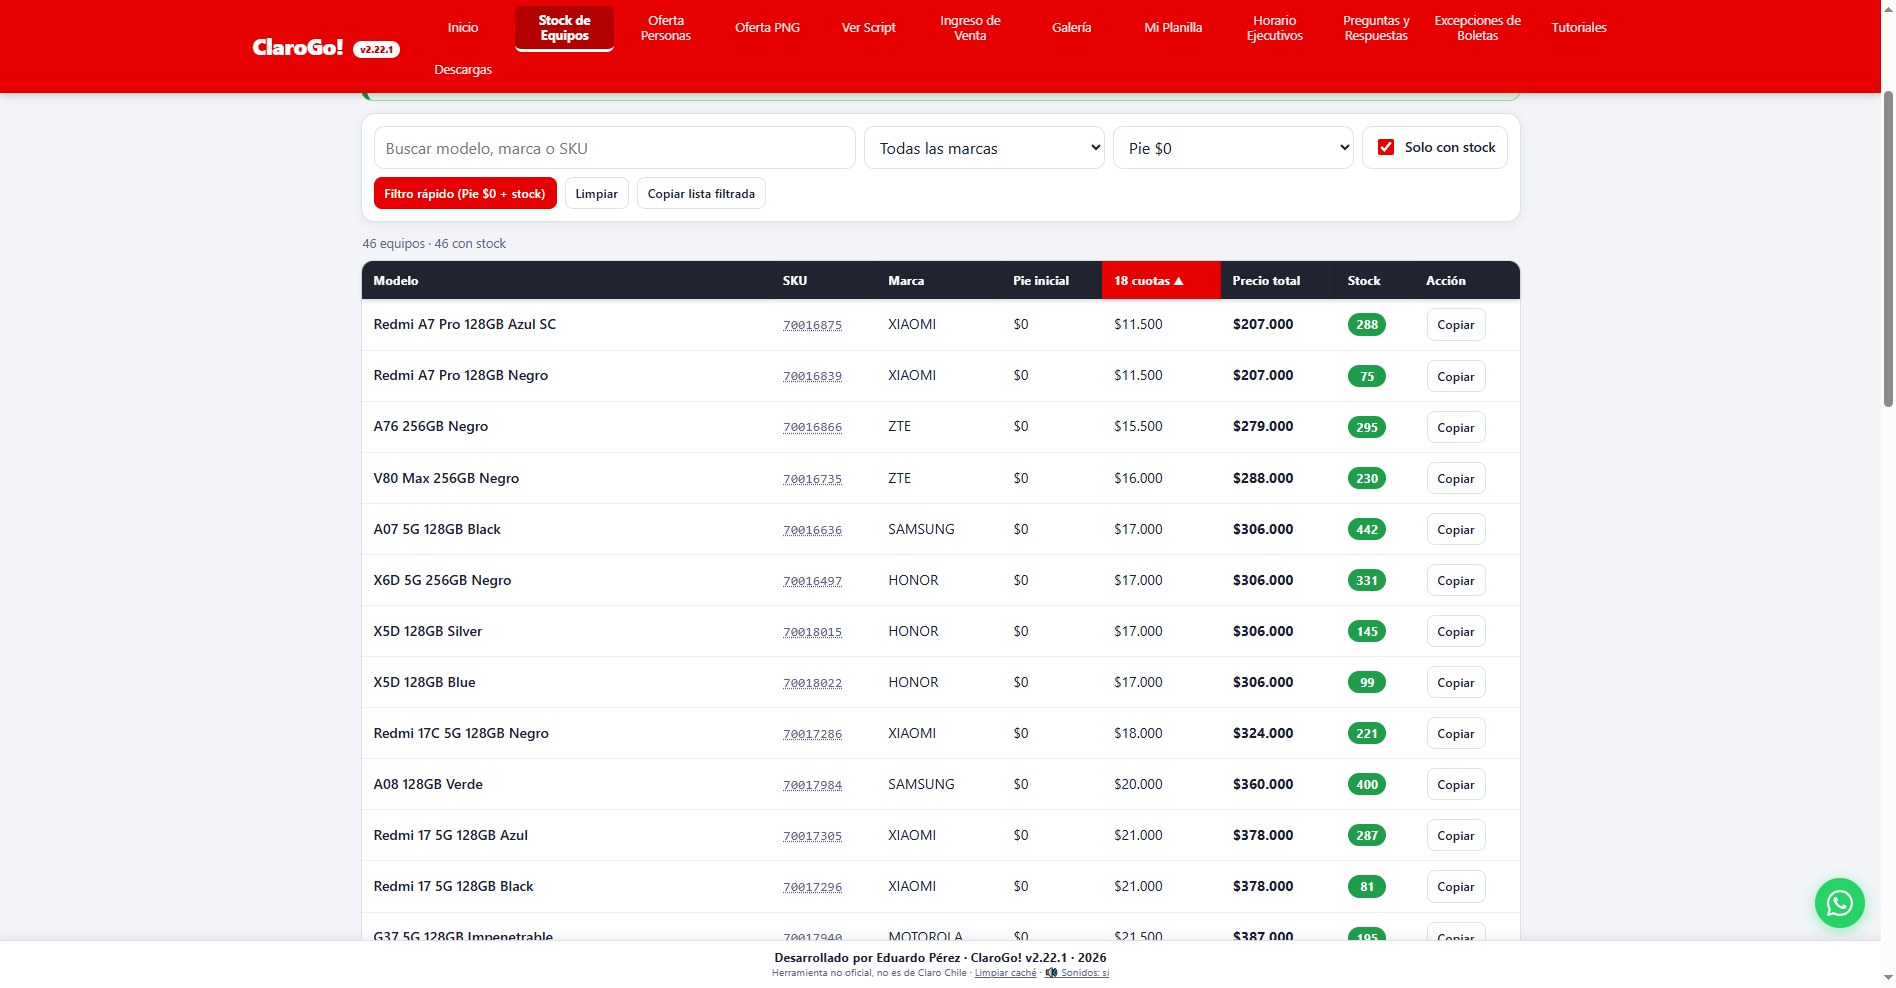 ClaroGo! v2.22.1
Inicio
Stock de Equipos
Oferta Personas
Oferta PNG
Ver Script
Ingreso de Venta
Galería
Mi Planilla
Horario Ejecutivos
Preguntas y Respuestas
Excepciones de Boletas
Tutoriales
Descargas
Buscar modelo, marca o SKU
Todas las marcas
Pie $0
Solo con stock
Filtro rápido (Pie $0 + stock)
Limpiar
Copiar lista filtrada
46 equipos · 46 con stock
Modelo SKU Marca Pie inicial 18 cuotas ▲ Precio total Stock Acción
Redmi A7 Pro 128GB Azul SC 70016875 XIAOMI $0 $11.500 $207.000 288 Copiar
Redmi A7 Pro 128GB Negro 70016839 XIAOMI $0 $11.500 $207.000 75 Copiar
A76 256GB Negro 70016866 ZTE $0 $15.500 $279.000 295 Copiar
V80 Max 256GB Negro 70016735 ZTE $0 $16.000 $288.000 230 Copiar
A07 5G 128GB Black 70016636 SAMSUNG $0 $17.000 $306.000 442 Copiar
X6D 5G 256GB Negro 70016497 HONOR $0 $17.000 $306.000 331 Copiar
X5D 128GB Silver 70018015 HONOR $0 $17.000 $306.000 145 Copiar
X5D 128GB Blue 70018022 HONOR $0 $17.000 $306.000 99 Copiar
Redmi 17C 5G 128GB Negro 70017286 XIAOMI $0 $18.000 $324.000 221 Copiar
A08 128GB Verde 70017984 SAMSUNG $0 $20.000 $360.000 400 Copiar
Redmi 17 5G 128GB Azul 70017305 XIAOMI $0 $21.000 $378.000 287 Copiar
Redmi 17 5G 128GB Black 70017296 XIAOMI $0 $21.000 $378.000 81 Copiar
G37 5G 128GB Impenetrable 70017940 MOTOROLA $0 $21.500 $387.000 195 Copiar
Desarrollado por Eduardo Pérez · ClaroGo! v2.22.1 · 2026
Herramienta no oficial, no es de Claro Chile · Limpiar caché · 🔊 Sonidos: si